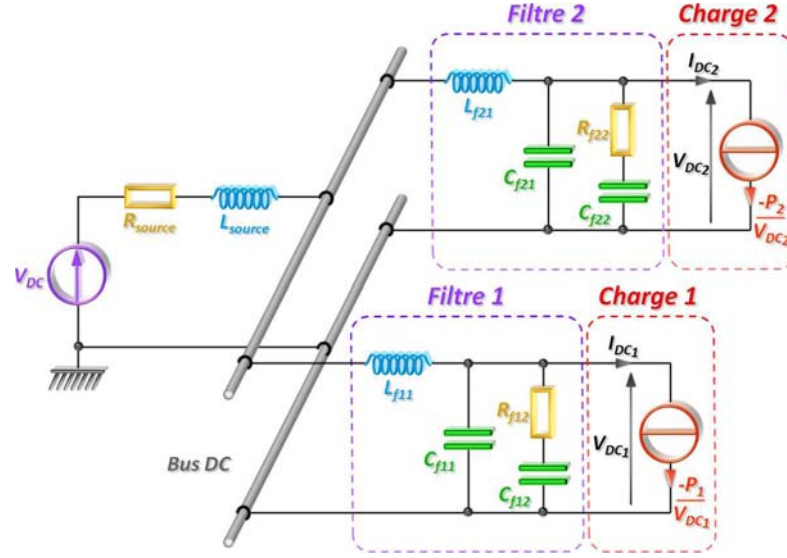 Filtre 2
Charge 2
I_DC2
L_f21
R_f22
C_f21
C_f22
V_DC2
-P_2
V_DC2
R_source
L_source
V_DC
Filtre 1
Charge 1
I_DC1
L_f11
R_f12
C_f11
C_f12
V_DC1
-P_1
V_DC1
Bus DC